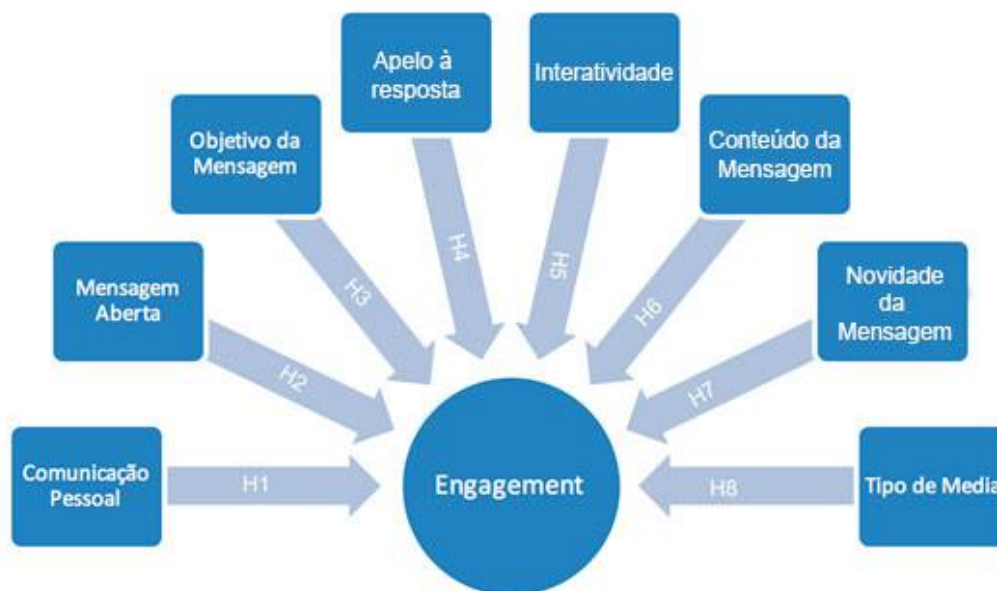 Apelo à
resposta
Interatividade
Objetivo da
Mensagem
Conteúdo da
Mensagem
Mensagem
Aberta
Novidade
da
Mensagem
Comunicação
Pessoal
Tipo de Media
H1
H2
H3
H4
H5
H6
H7
H8
Engagement